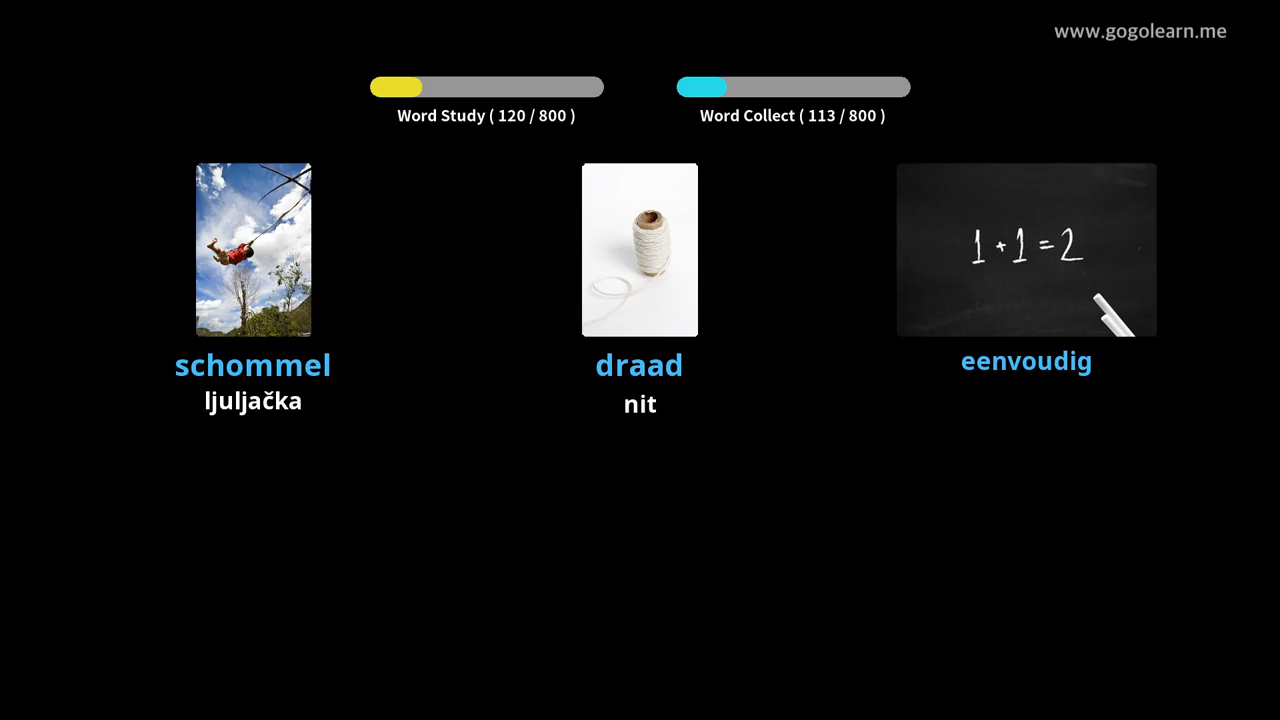 www.gogolearn.me
Word Study ( 120 / 800 )
Word Collect ( 113 / 800 )
1 + 1 = 2
schommel
ljuljačka
draad
nit
eenvoudig